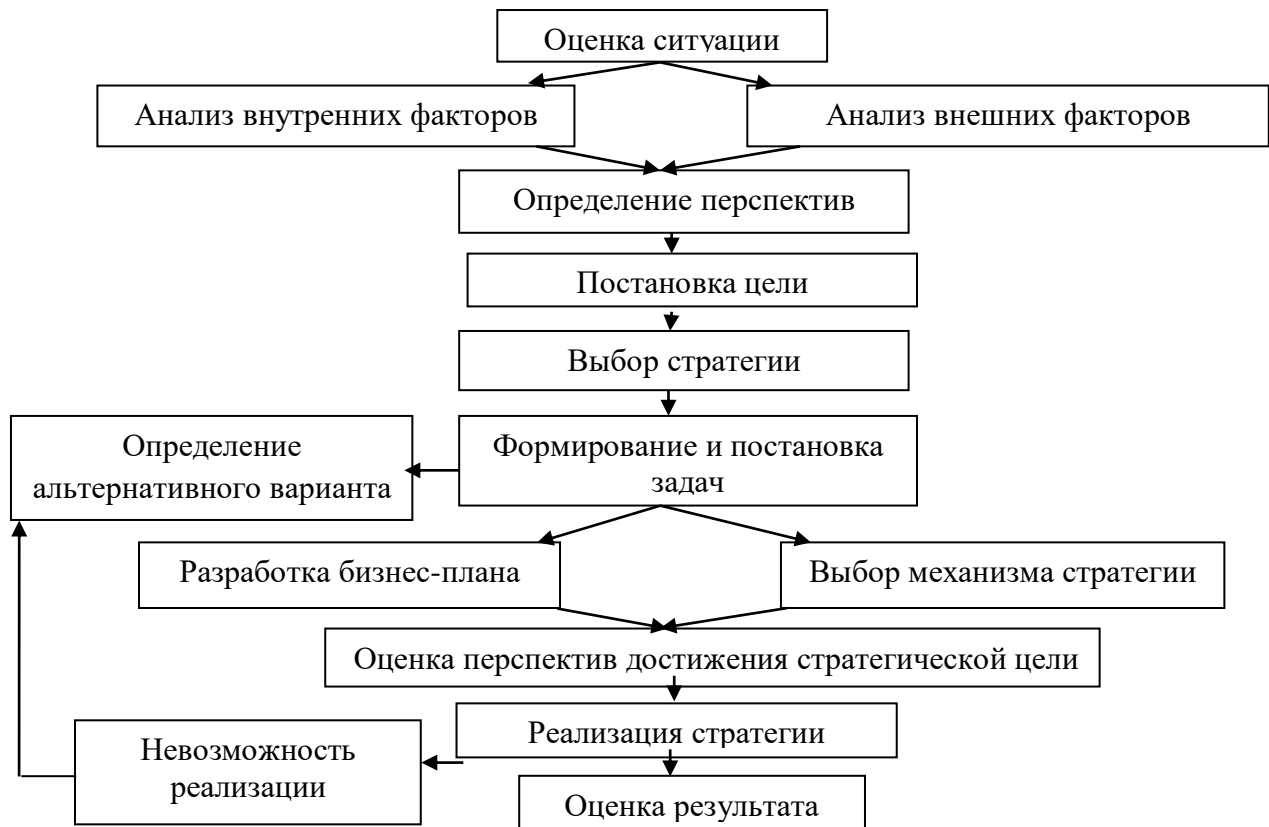 Оценка ситуации
Анализ внутренних факторов
Анализ внешних факторов
Определение перспектив
Постановка цели
Выбор стратегии
Определение
альтернативного варианта
Формирование и постановка
задач
Разработка бизнес-плана
Выбор механизма стратегии
Оценка перспектив достижения стратегической цели
Реализация стратегии
Невозможность
реализации
Оценка результата